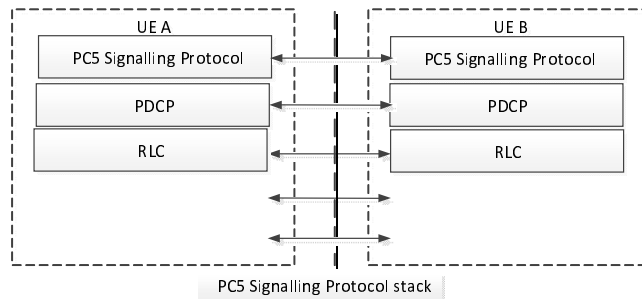 UE A
UE B
PC5 Signalling Protocol
PC5 Signalling Protocol
PDCP
PDCP
RLC
RLC
PC5 Signalling Protocol stack